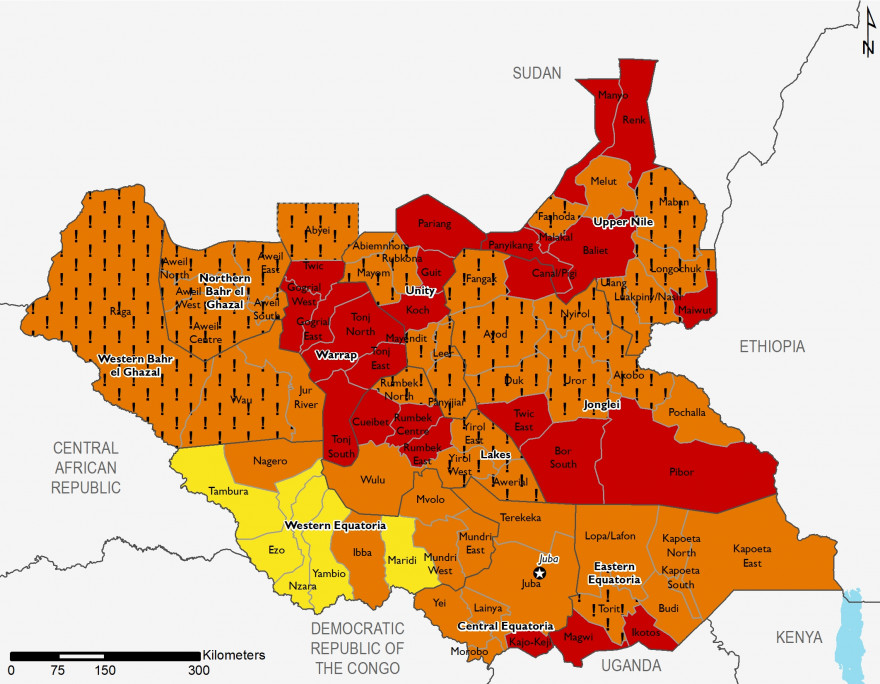 SUDAN
N
Manyo
Renk
Melut
Maban
Fashoda
Upper Nile
Malakal
Baliet
Abyei
Pariang
Panyikang
Abiemnhom
Rubkona
Mayom
Guit
Fangak
Canal/Pigi
Longochuk
Ulang
Luakpiny/Nasir
Maiwut
Aweil
North
Aweil
East
Northern
Bahr el
Ghazal
Aweil
West
Aweil
South
Aweil
Centre
Twic
Gogrial
West
Gogrial
East
Unity
Koch
Tonj
North
Nyirol
Raga
Mayendit
Ayod
Leer
Warrap
Tonj
East
ETHIOPIA
Western Bahr
el Ghazal
Wau
Jur
River
Rumbek
North
Panyijiar
Duk
Uror
Akobo
Jonglei
Pochalla
Cueibet
Rumbek
Centre
Twic
East
Yirol
East
Tonj
South
Rumbek
East
Lakes
Yirol
West
Bor
South
Pibor
CENTRAL
AFRICAN
REPUBLIC
Nagero
Tambura
Wulu
Awerial
Mvolo
Terekeka
Western Equatoria
Ezo
Ibba
Maridi
Mundri
East
Mundri
West
Lopa/Lafon
Kapoeta
North
Kapoeta
East
Kapoeta
South
Juba
Juba
Eastern
Equatoria
Yambio
Nzara
Yei
Lainya
Torit
Budi
Central Equatoria
Kajo-Keji
Magwi
Ikotos
Morobo
DEMOCRATIC
REPUBLIC OF
THE CONGO
UGANDA
KENYA
Kilometers
0 75 150 300